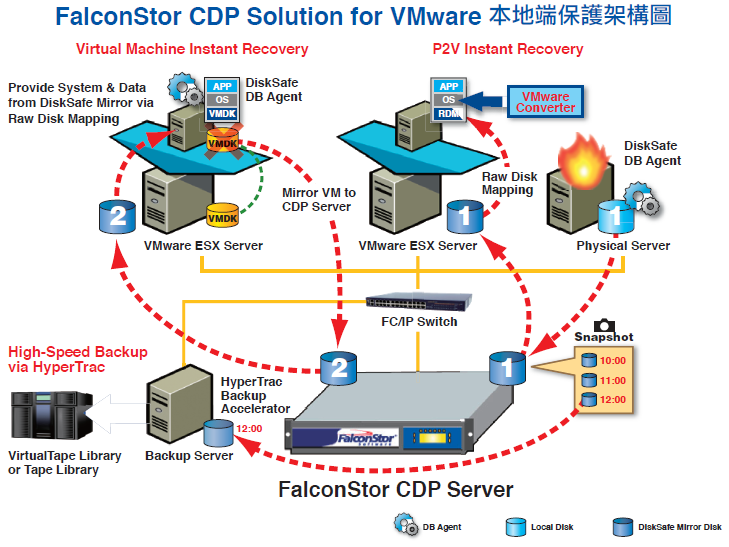 FalconStor CDP Solution for VMware 本地端保護架構圖
Virtual Machine Instant Recovery
P2V Instant Recovery
Provide System & Data
from DiskSafe Mirror via
Raw Disk Mapping
APP
OS
VMDK
DiskSafe
DB Agent
VMDK
APP
OS
RDM
VMware
Converter
DiskSafe
DB Agent
2
VMDK
Mirror VM to
CDP Server
1
Raw Disk
Mapping
1
VMware ESX Server
VMware ESX Server
Physical Server
FC/IP Switch
Snapshot
10:00
11:00
12:00
High-Speed Backup
via HyperTrac
2
1
HyperTrac
Backup
Accelerator
12:00
FalconStor
Software
VirtualTape Library
or Tape Library
Backup Server
FalconStor CDP Server
DB Agent
Local Disk
DiskSafe Mirror Disk